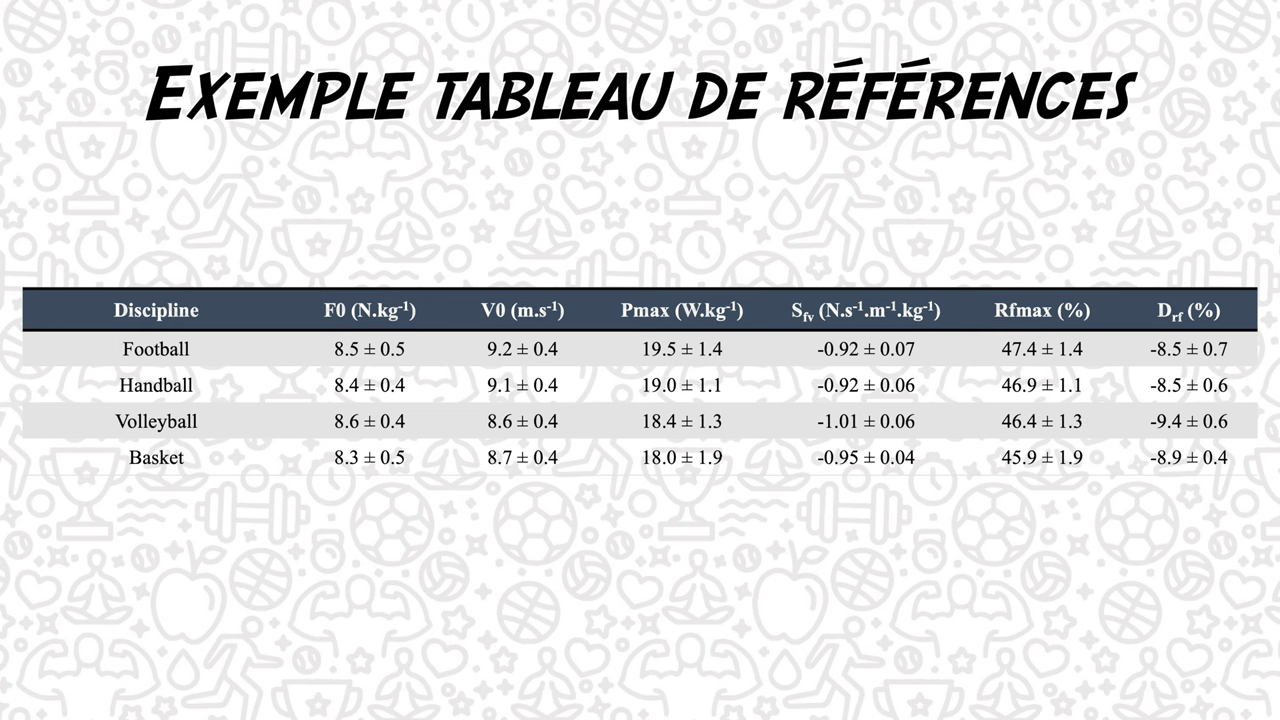 EXEMPLE TABLEAU DE RÉFÉRENCES
Discipline F0 (N.kg⁻¹) V0 (m.s⁻¹) Pmax (W.kg⁻¹) S_fv (N.s⁻¹.m⁻¹.kg⁻¹) Rfmax (%) D_rf (%)
Football 8.5 ± 0.5 9.2 ± 0.4 19.5 ± 1.4 -0.92 ± 0.07 47.4 ± 1.4 -8.5 ± 0.7
Handball 8.4 ± 0.4 9.1 ± 0.4 19.0 ± 1.1 -0.92 ± 0.06 46.9 ± 1.1 -8.5 ± 0.6
Volleyball 8.6 ± 0.4 8.6 ± 0.4 18.4 ± 1.3 -1.01 ± 0.06 46.4 ± 1.3 -9.4 ± 0.6
Basket 8.3 ± 0.5 8.7 ± 0.4 18.0 ± 1.9 -0.95 ± 0.04 45.9 ± 1.9 -8.9 ± 0.4